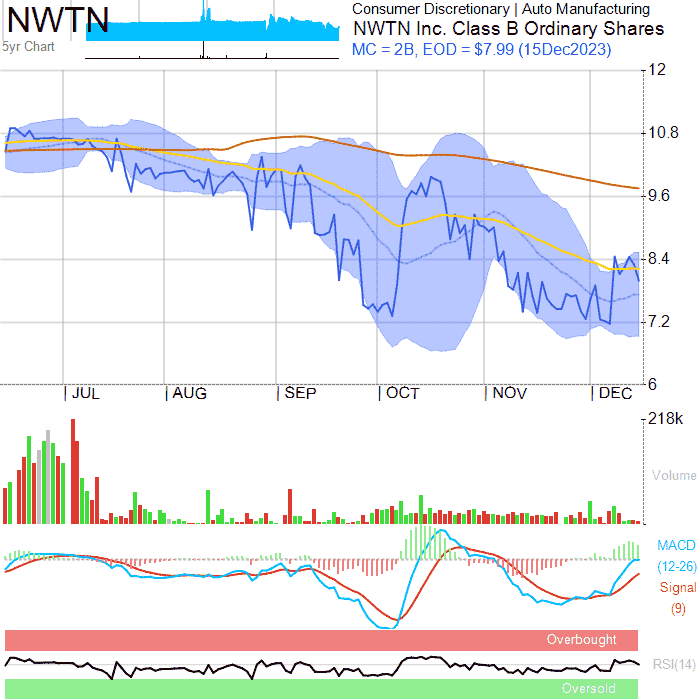 NWTN
5yr Chart
Consumer Discretionary | Auto Manufacturing
NWTN Inc. Class B Ordinary Shares
MC = 2B, EOD = $7.99 (15Dec2023)
12
10.8
9.6
8.4
7.2
6
JUL AUG SEP OCT NOV DEC
218k
Volume
MACD
(12-26)
Signal
(9)
Overbought
RSI(14)
Oversold